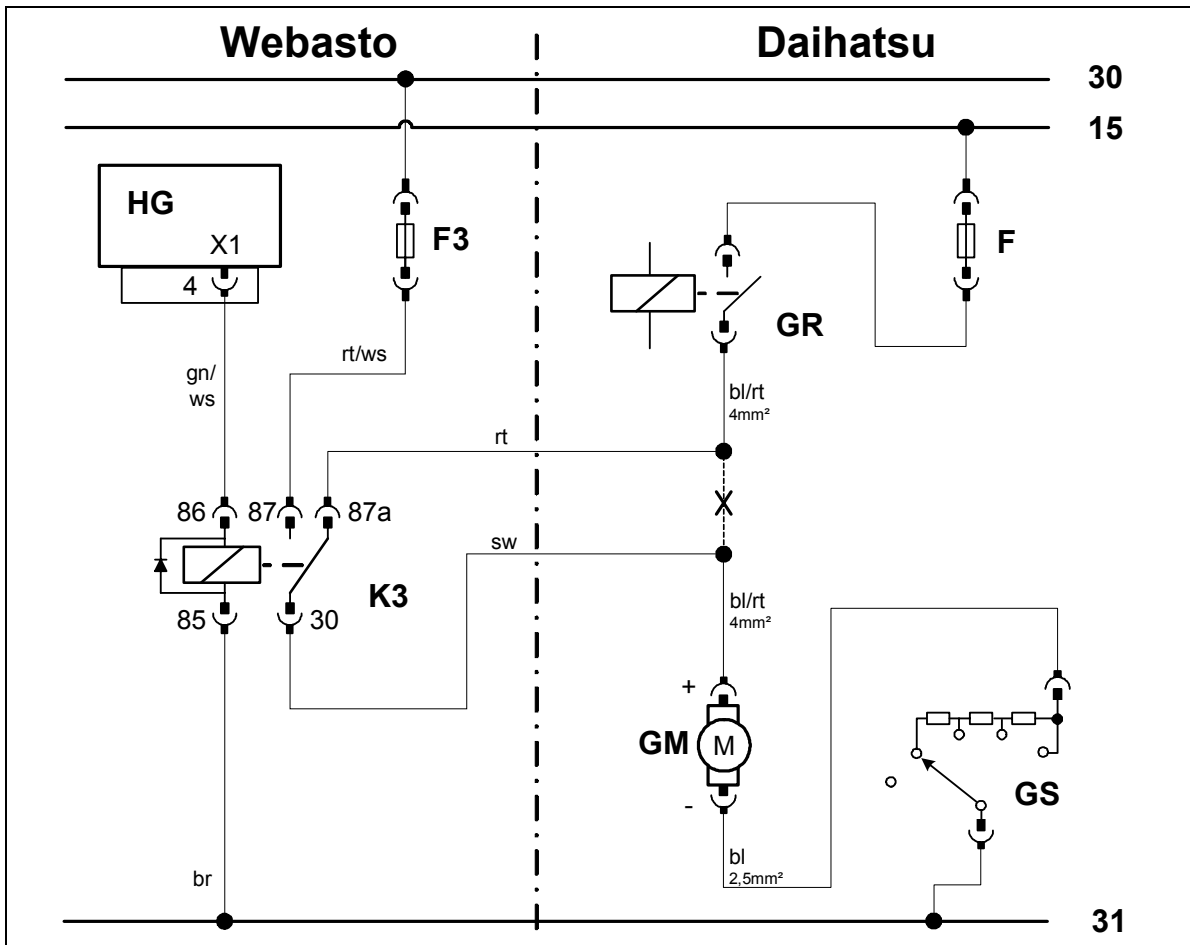 Webasto
Daihatsu
30
15
HG
X1
4
F3
F
GR
rt/ws
gn/
ws
bl/rt
4mm²
rt
86
87
87a
sw
K3
85
30
bl/rt
4mm²
+
GM
M
-
GS
bl
2,5mm²
br
31